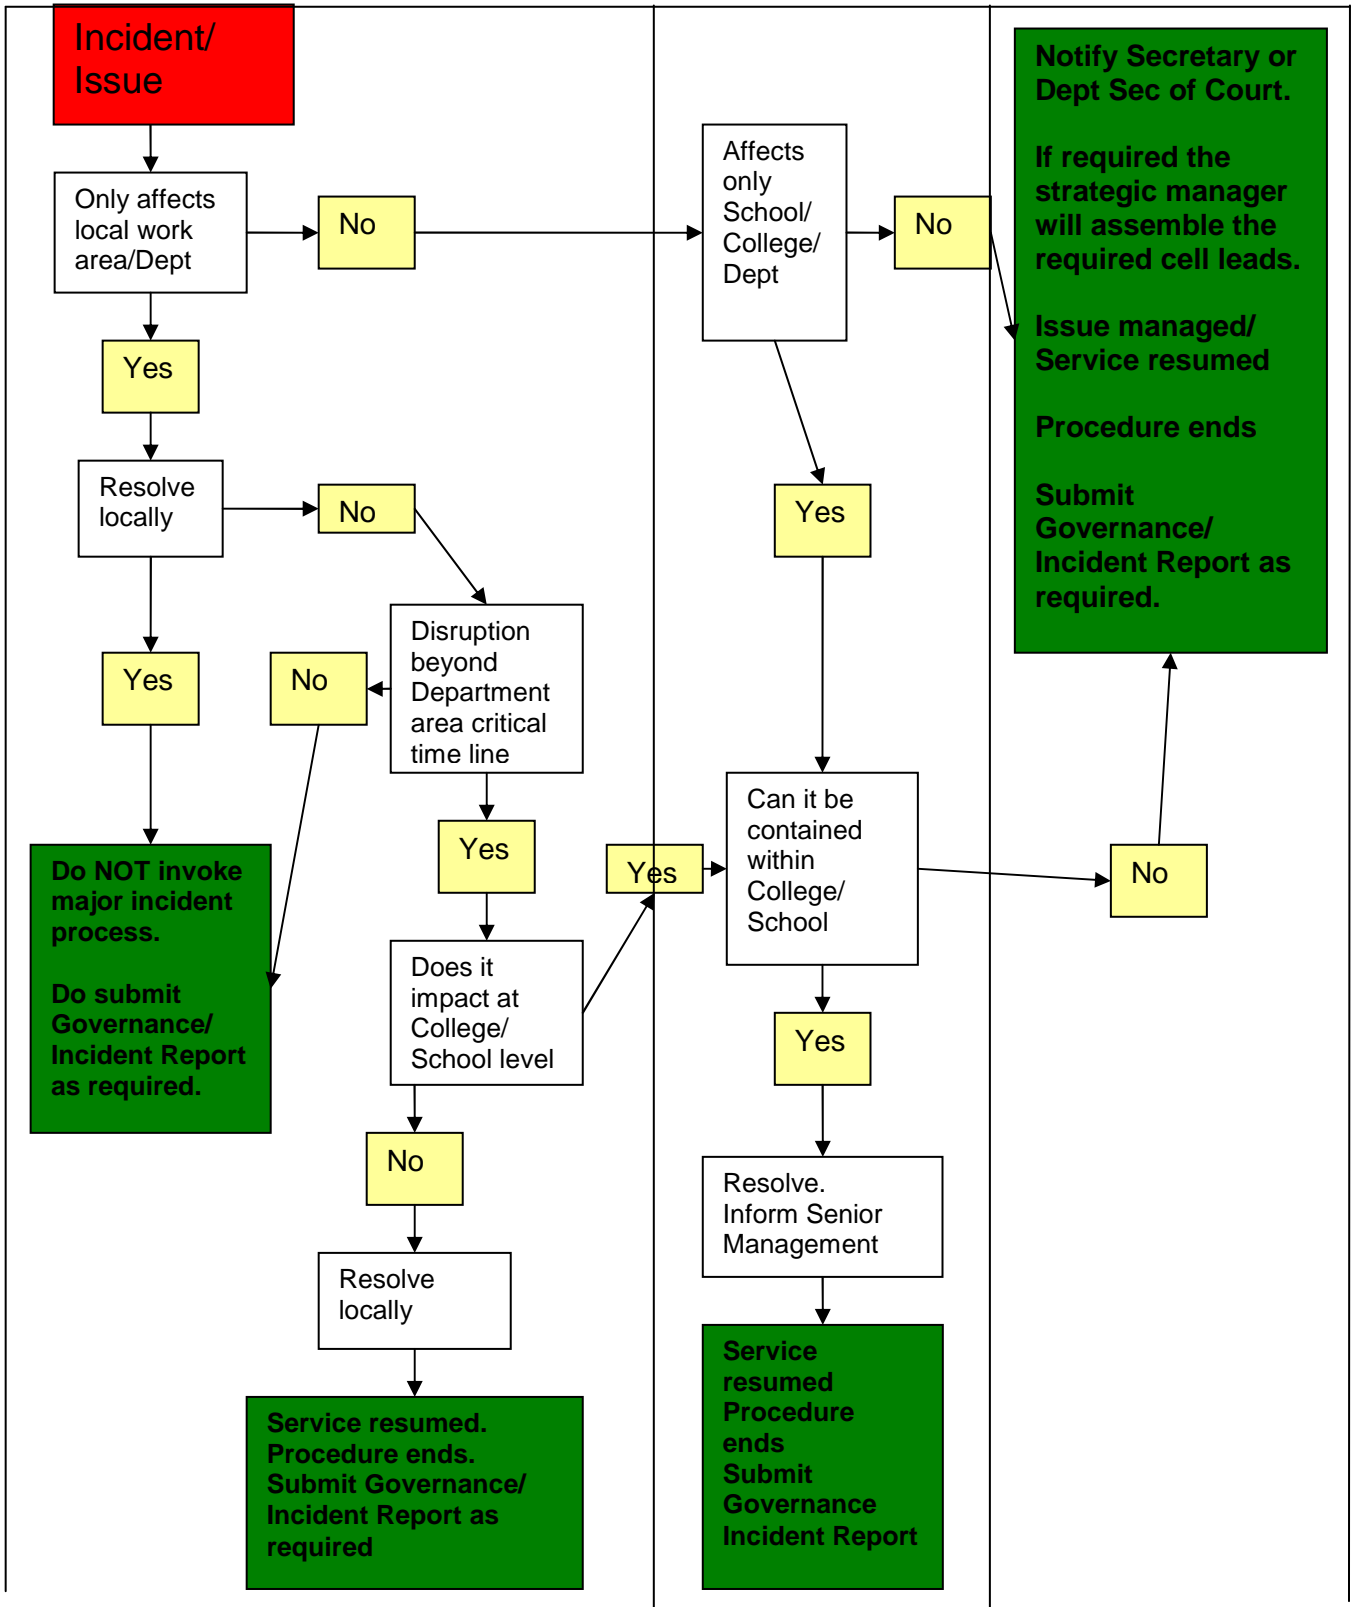 Incident/
Issue
Only affects
local work
area/Dept
No
Affects
only
School/
College/
Dept
No
Notify Secretary or
Dept Sec of Court.
If required the
strategic manager
will assemble the
required cell leads.
Issue managed/
Service resumed
Procedure ends
Submit
Governance/
Incident Report as
required.
Yes
Resolve
locally
No
Yes
Disruption
beyond
Department
area critical
time line
Yes
No
Yes
Can it be
contained
within
College/
School
Yes
No
Do NOT invoke
major incident
process.
Do submit
Governance/
Incident Report
as required.
Does it
impact at
College/
School level
Yes
No
Resolve.
Inform Senior
Management
Resolve
locally
Service
resumed
Procedure
ends
Submit
Governance
Incident Report
Service resumed.
Procedure ends.
Submit Governance/
Incident Report as
required